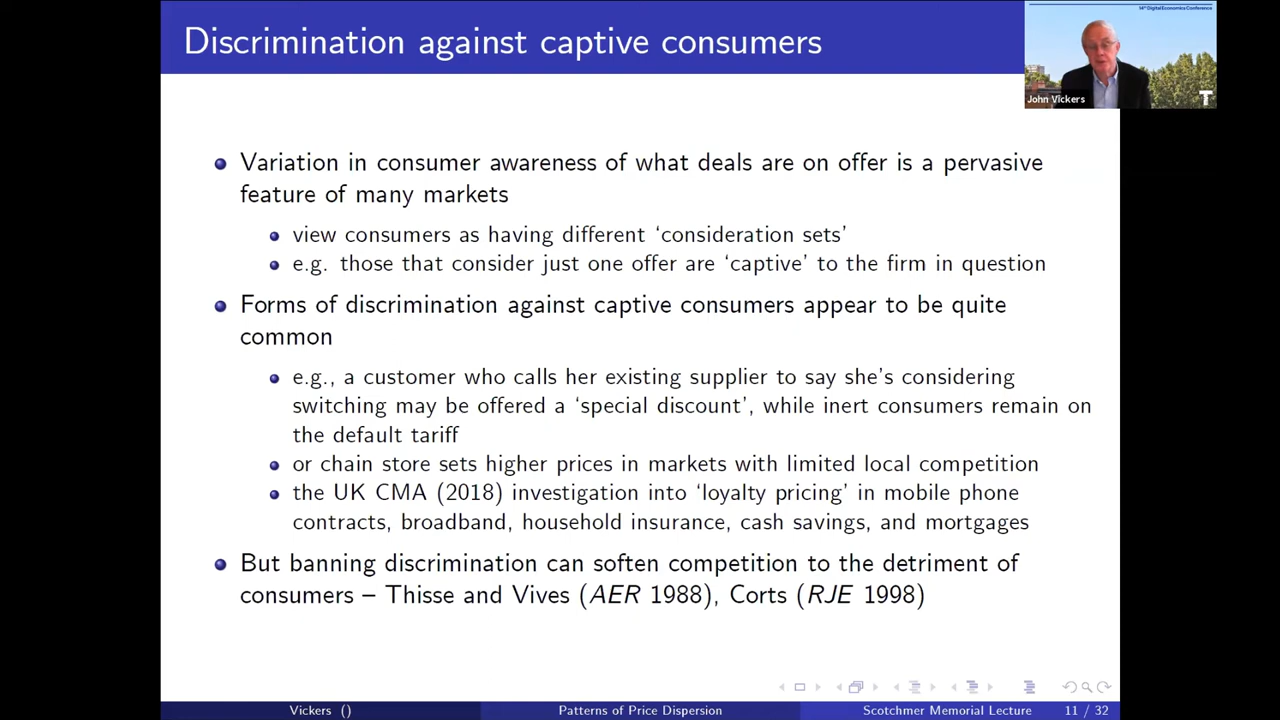 Discrimination against captive consumers
14th Digital Economics Conference
John Vickers
T
Variation in consumer awareness of what deals are on offer is a pervasive
feature of many markets
view consumers as having different ‘consideration sets’
e.g. those that consider just one offer are ‘captive’ to the firm in question
Forms of discrimination against captive consumers appear to be quite
common
e.g., a customer who calls her existing supplier to say she's considering
switching may be offered a ‘special discount’, while inert consumers remain on
the default tariff
or chain store sets higher prices in markets with limited local competition
the UK CMA (2018) investigation into ‘loyalty pricing’ in mobile phone
contracts, broadband, household insurance, cash savings, and mortgages
But banning discrimination can soften competition to the detriment of
consumers – Thisse and Vives (AER 1988), Corts (RJE 1998)
Vickers () Patterns of Price Dispersion Scotchmer Memorial Lecture 11 / 32